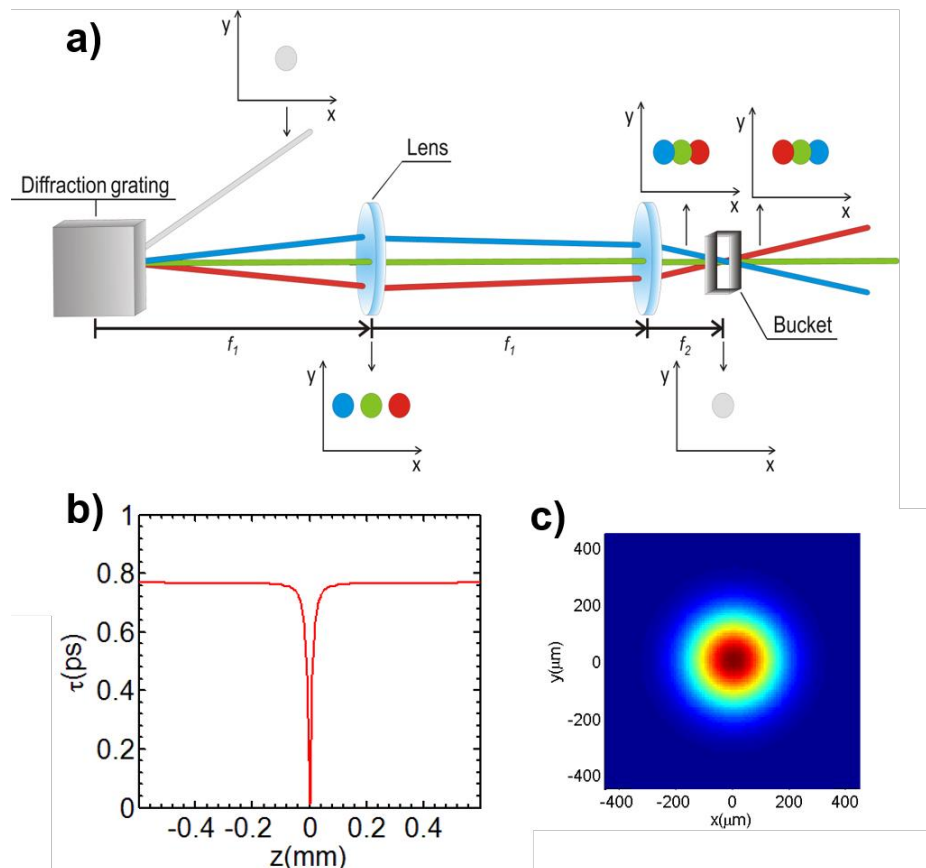 a)
y
x
Diffraction grating
Lens
y
x
y
x
f1
f1
f2
Bucket
y
x
y
x
b)
1
0.8
0.6
0.4
0.2
0
τ(ps)
-0.4 -0.2 0 0.2 0.4
z(mm)
c)
400
200
0
-200
-400
y(μm)
-400 -200 0 200 400
x(μm)